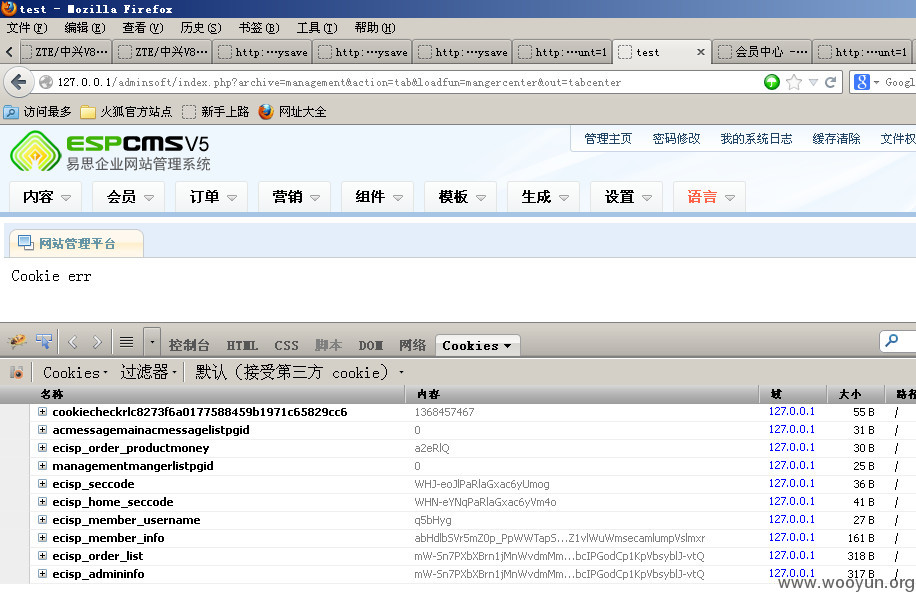 test - Mozilla Firefox
文件(F) 编辑(E) 查看(V) 历史(S) 书签(B) 工具(T) 帮助(H)
ZTE/中兴V8··· ZTE/中兴V8··· http:···ysave http:···ysave http:···ysave http:···unt=1 test × 会员中心 -··· http:···unt=1
127.0.0.1/adminsoft/index.php?archive=management&action=tab&loadfun=mangercenter&out=tabcenter Googl
访问最多 火狐官方站点 新手上路 网址大全
ESPCMS V5
易思企业网站管理系统
管理主页 密码修改 我的系统日志 缓存清除 文件权
内容 会员 订单 营销 组件 模板 生成 设置 语言
网站管理平台
Cookie err
控制台 HTML CSS 脚本 DOM 网络 Cookies
Cookies 过滤器 默认（接受第三方 cookie）
名称 内容 域 大小 路径
cookiecheckrlc8273f6a0177588459b1971c65829cc6 1368457467 127.0.0.1 55 B /
acmessagemainacmessagelistpgid 0 127.0.0.1 31 B /
ecisp_order_productmoney a2eRlQ 127.0.0.1 30 B /
managementmangerlistpgid 0 127.0.0.1 25 B /
ecisp_seccode WHJ-eoJlPaRlaGxac6yUmog 127.0.0.1 36 B /
ecisp_home_seccode WHN-eYNqPaRlaGxac6yVm4o 127.0.0.1 41 B /
ecisp_member_username q5bHyg 127.0.0.1 27 B /
ecisp_member_info abHdlbSVr5mZ0p_PpWWTapS...Z1vlWuWmsecamlumpVslmxr 127.0.0.1 161 B /
ecisp_order_list mW-Sn7PXbXBrn1jMnWvdmMm...bcIPGodCp1KpVbsyblJ-vtQ 127.0.0.1 318 B /
ecisp_admininfo mW-Sn7PXbXBrn1jMnWvdmMm...bcIPGodCp1KpVbsyblJ-vtQ 127.0.0.1 317 B /
www.wooyun.org